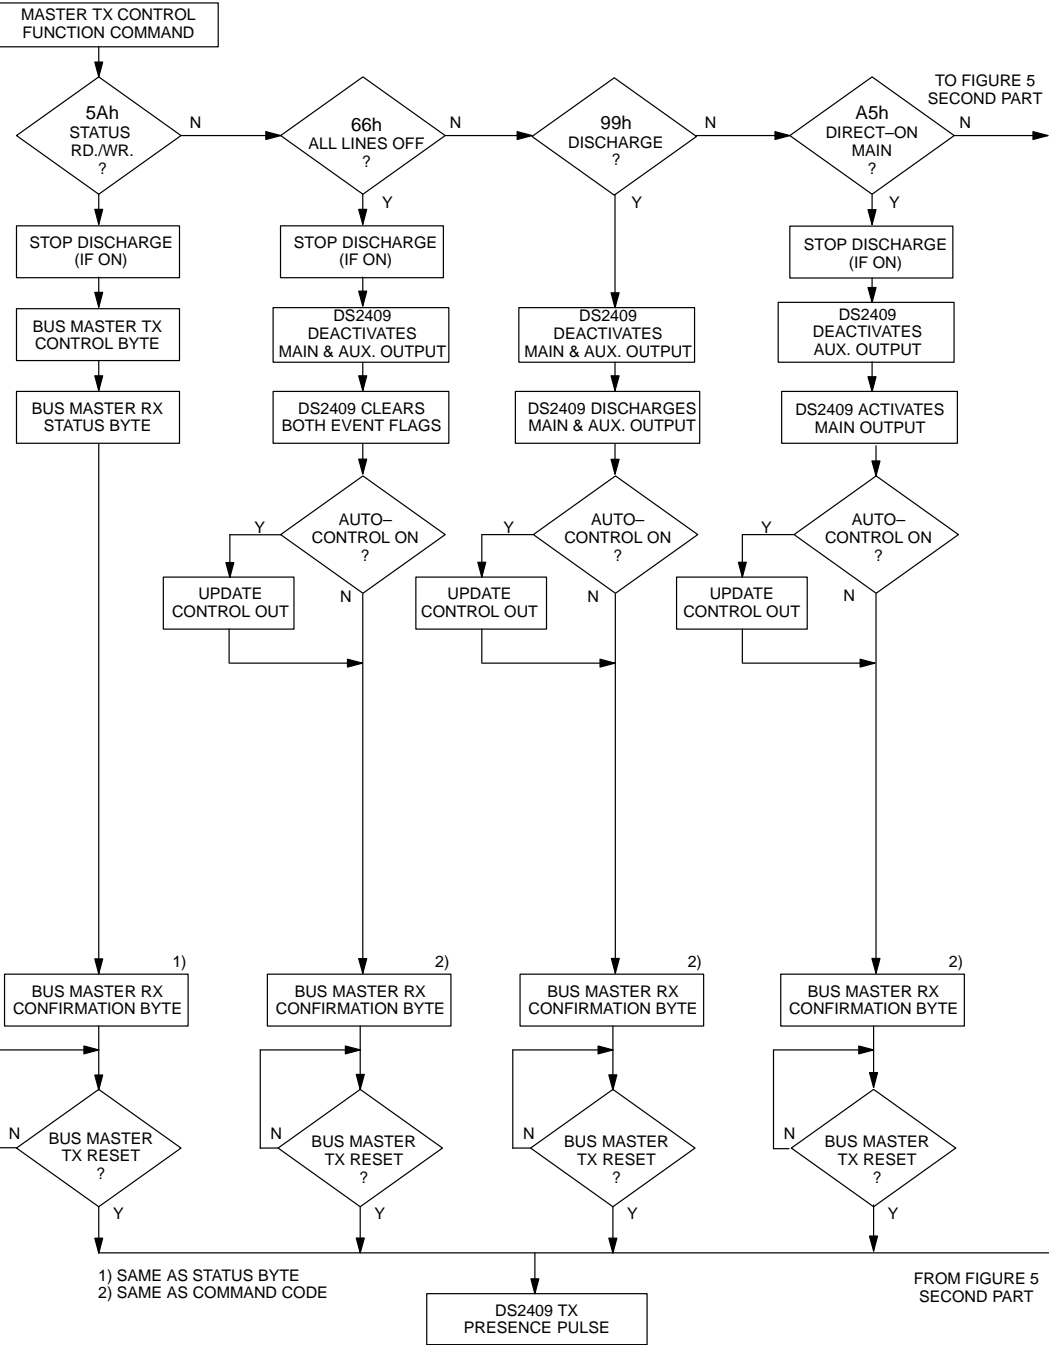 MASTER TX CONTROL
FUNCTION COMMAND
5Ah
STATUS
RD./WR.
?
N
66h
ALL LINES OFF
?
N
Y
99h
DISCHARGE
?
N
Y
A5h
DIRECT–ON
MAIN
?
N
Y
TO FIGURE 5
SECOND PART
STOP DISCHARGE
(IF ON)
BUS MASTER TX
CONTROL BYTE
BUS MASTER RX
STATUS BYTE
STOP DISCHARGE
(IF ON)
DS2409
DEACTIVATES
MAIN & AUX. OUTPUT
DS2409 CLEARS
BOTH EVENT FLAGS
AUTO–
CONTROL ON
?
Y
N
UPDATE
CONTROL OUT
DS2409
DEACTIVATES
MAIN & AUX. OUTPUT
DS2409 DISCHARGES
MAIN & AUX. OUTPUT
AUTO–
CONTROL ON
?
Y
N
UPDATE
CONTROL OUT
STOP DISCHARGE
(IF ON)
DS2409
DEACTIVATES
AUX. OUTPUT
DS2409 ACTIVATES
MAIN OUTPUT
AUTO–
CONTROL ON
?
Y
N
UPDATE
CONTROL OUT
1)
BUS MASTER RX
CONFIRMATION BYTE
2)
BUS MASTER RX
CONFIRMATION BYTE
2)
BUS MASTER RX
CONFIRMATION BYTE
2)
BUS MASTER RX
CONFIRMATION BYTE
N
BUS MASTER
TX RESET
?
Y
N
BUS MASTER
TX RESET
?
Y
N
BUS MASTER
TX RESET
?
Y
N
BUS MASTER
TX RESET
?
Y
1) SAME AS STATUS BYTE
2) SAME AS COMMAND CODE
DS2409 TX
PRESENCE PULSE
FROM FIGURE 5
SECOND PART